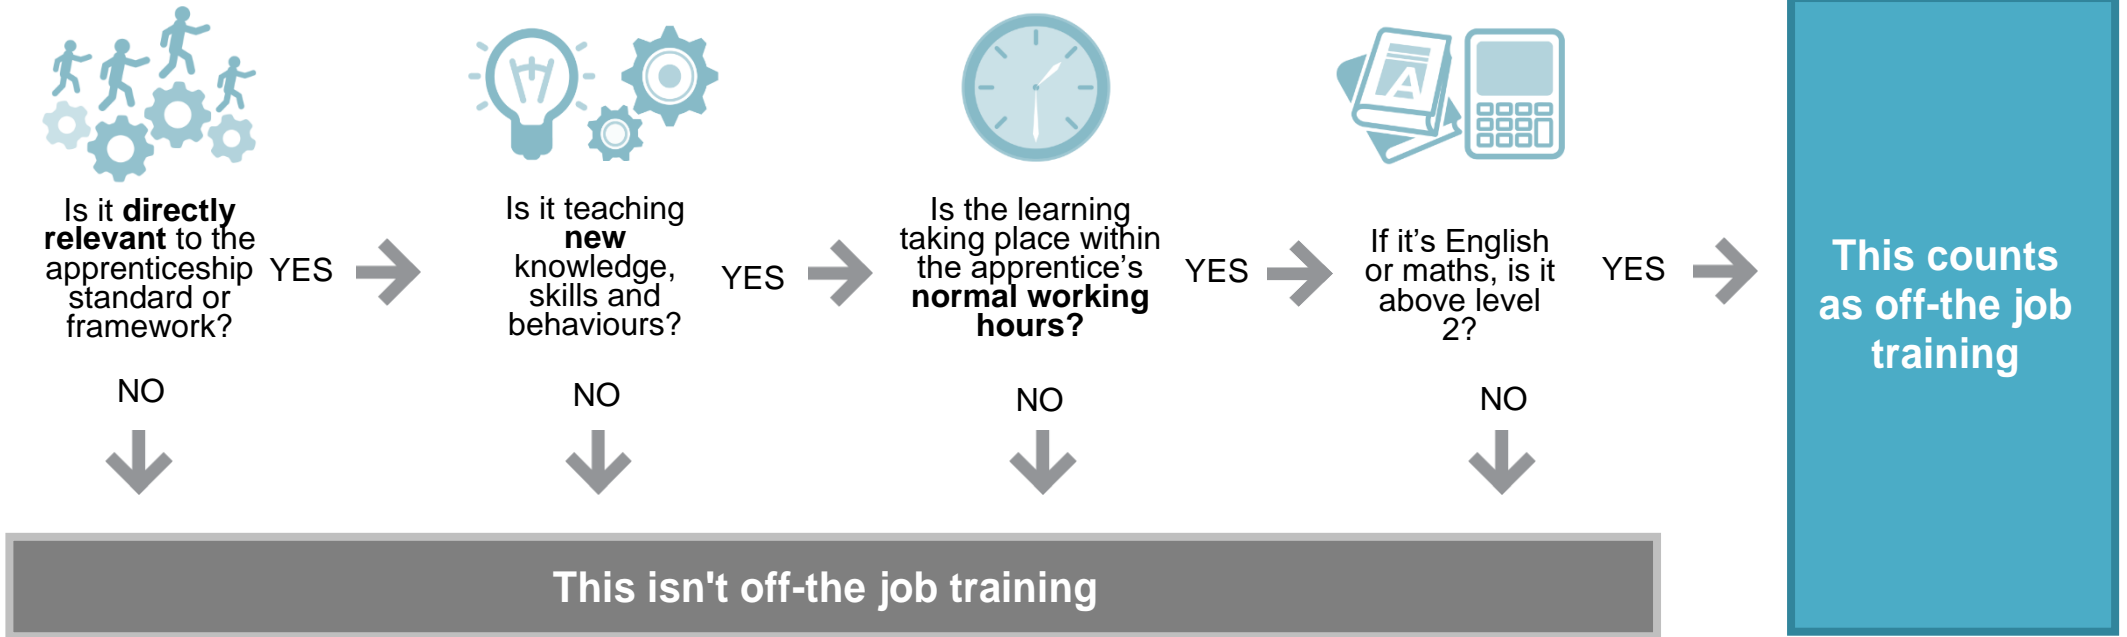 Is it directly
relevant to the
apprenticeship
standard or
framework?
YES
Is it teaching
new
knowledge,
skills and
behaviours?
YES
Is the learning
taking place within
the apprentice's
normal working
hours?
YES
A
If it's English
or maths, is it
above level
2?
YES
This counts
as off-the job
training
NO
NO
NO
NO
This isn't off-the job training